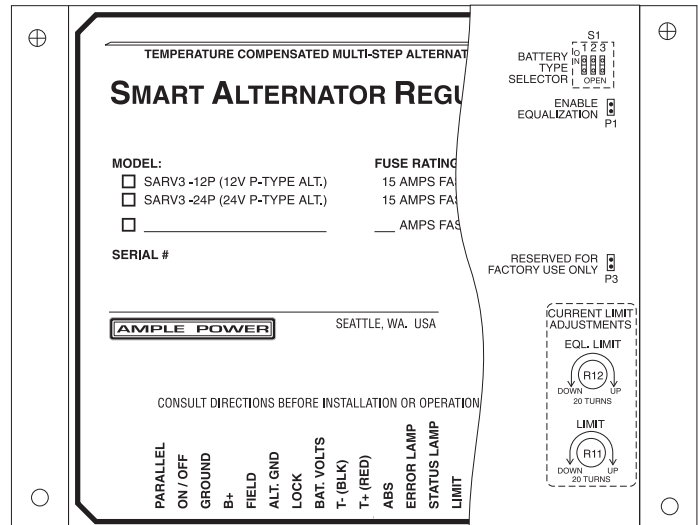 TEMPERATURE COMPENSATED MULTI-STEP ALTERNAT
SMART ALTERNATOR REGU
MODEL:
SARV3 -12P (12V P-TYPE ALT.)
SARV3 -24P (24V P-TYPE ALT.)
FUSE RATING
15 AMPS FA
15 AMPS FA
___ AMPS FAS
SERIAL #
AMPLE POWER
SEATTLE, WA. USA
CONSULT DIRECTIONS BEFORE INSTALLATION OR OPERATION
PARALLEL
ON / OFF
GROUND
B+
FIELD
ALT. GND
LOCK
BAT. VOLTS
T- (BLK)
T+ (RED)
ABS
ERROR LAMP
STATUS LAMP
LIMIT
S1
1 2 3
BATTERY
TYPE
SELECTOR
OPEN
ENABLE
EQUALIZATION
P1
RESERVED FOR
FACTORY USE ONLY
P3
CURRENT LIMIT
ADJUSTMENTS
EQL. LIMIT
R12
DOWN UP
20 TURNS
LIMIT
R11
DOWN UP
20 TURNS